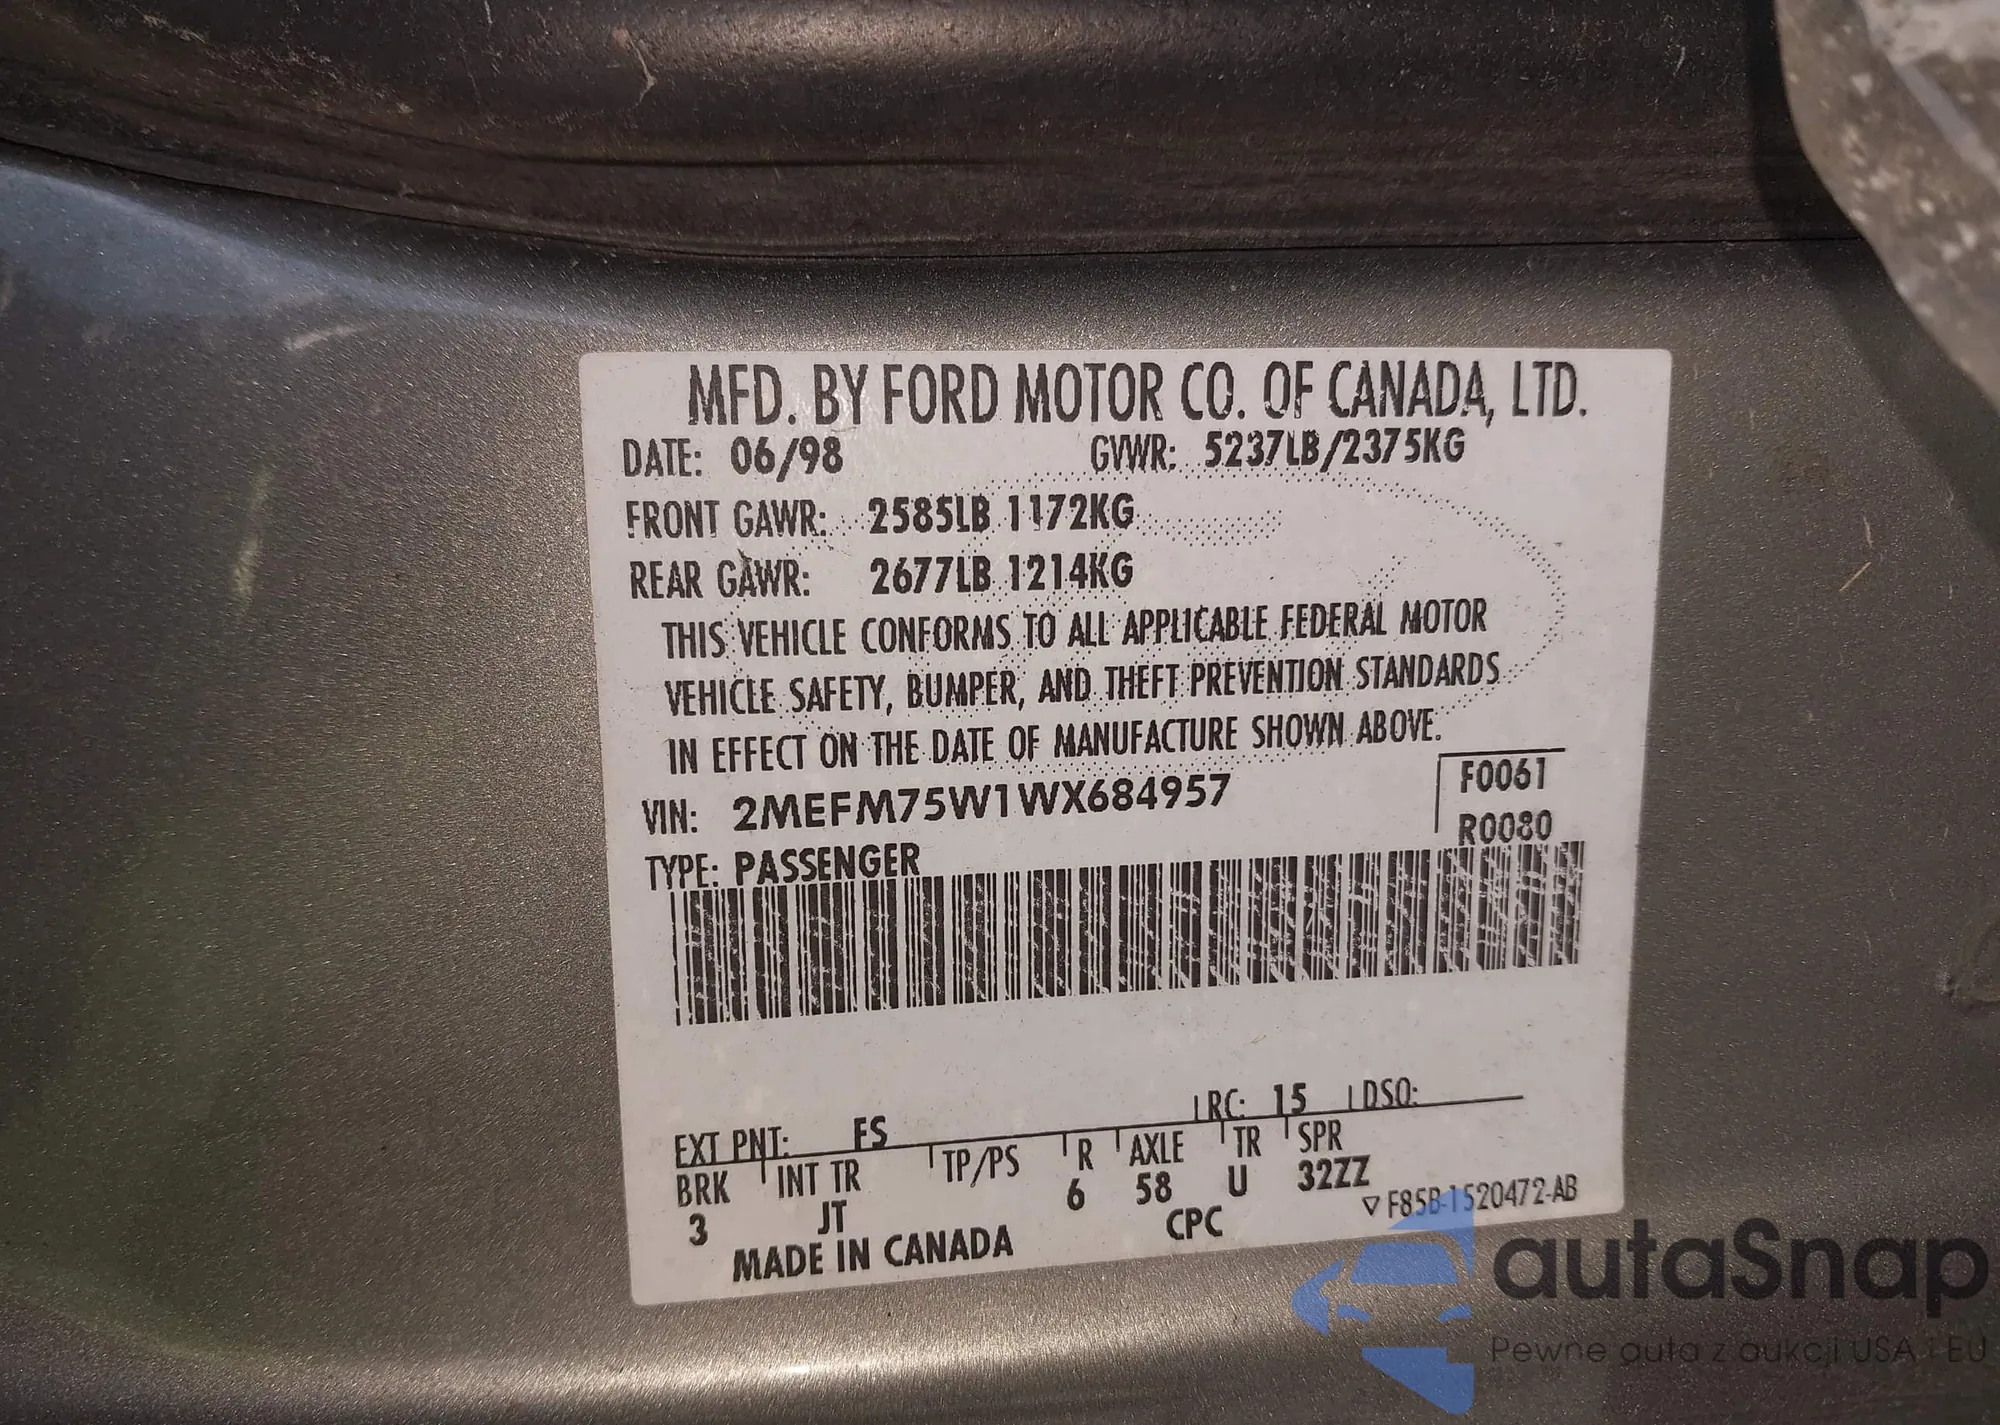 MFD. BY FORD MOTOR CO. OF CANADA, LTD.
DATE: 06/98 GVWR: 5237LB/2375KG
FRONT GAWR: 2585LB 1172KG
REAR GAWR: 2677LB 1214KG
THIS VEHICLE CONFORMS TO ALL APPLICABLE FEDERAL MOTOR
VEHICLE SAFETY, BUMPER, AND THEFT PREVENTION STANDARDS
IN EFFECT ON THE DATE OF MANUFACTURE SHOWN ABOVE.
VIN: 2MEFM75W1WX684957
F0061
R0080
TYPE: PASSENGER
EXT PNT: FS RC: 15 DSO:
BRK INT TR TP/PS R AXLE TR SPR
3 JT 6 58 U 32ZZ
▽ F85B-1520472-AB
MADE IN CANADA CPC
autaSnap
Pewne auta z aukcji USA i EU